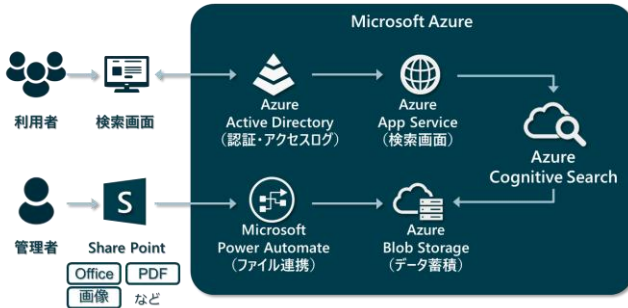 Microsoft Azure
利用者
検索画面
Azure
Active Directory
(認証・アクセスログ)
Azure
App Service
(検索画面)
Azure
Cognitive Search
管理者
S
Share Point
Office
PDF
画像
など
Microsoft
Power Automate
(ファイル連携)
Azure
Blob Storage
(データ蓄積)